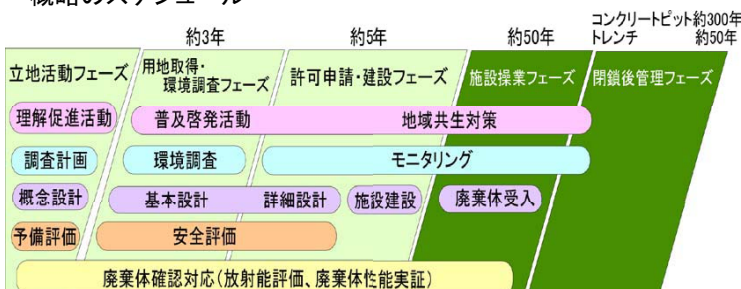 概略のスケジュール
コンクリートピット約300年
約3年 約5年 約50年 トレンチ 約50年
立地活動フェーズ
用地取得・
環境調査フェーズ
許可申請・建設フェーズ
施設操業フェーズ
閉鎖後管理フェーズ
理解促進活動 普及啓発活動 地域共生対策
調査計画 環境調査 モニタリング
概念設計 基本設計 詳細設計 施設建設 廃棄体受入
予備評価 安全評価
廃棄体確認対応(放射能評価、廃棄体性能実証)